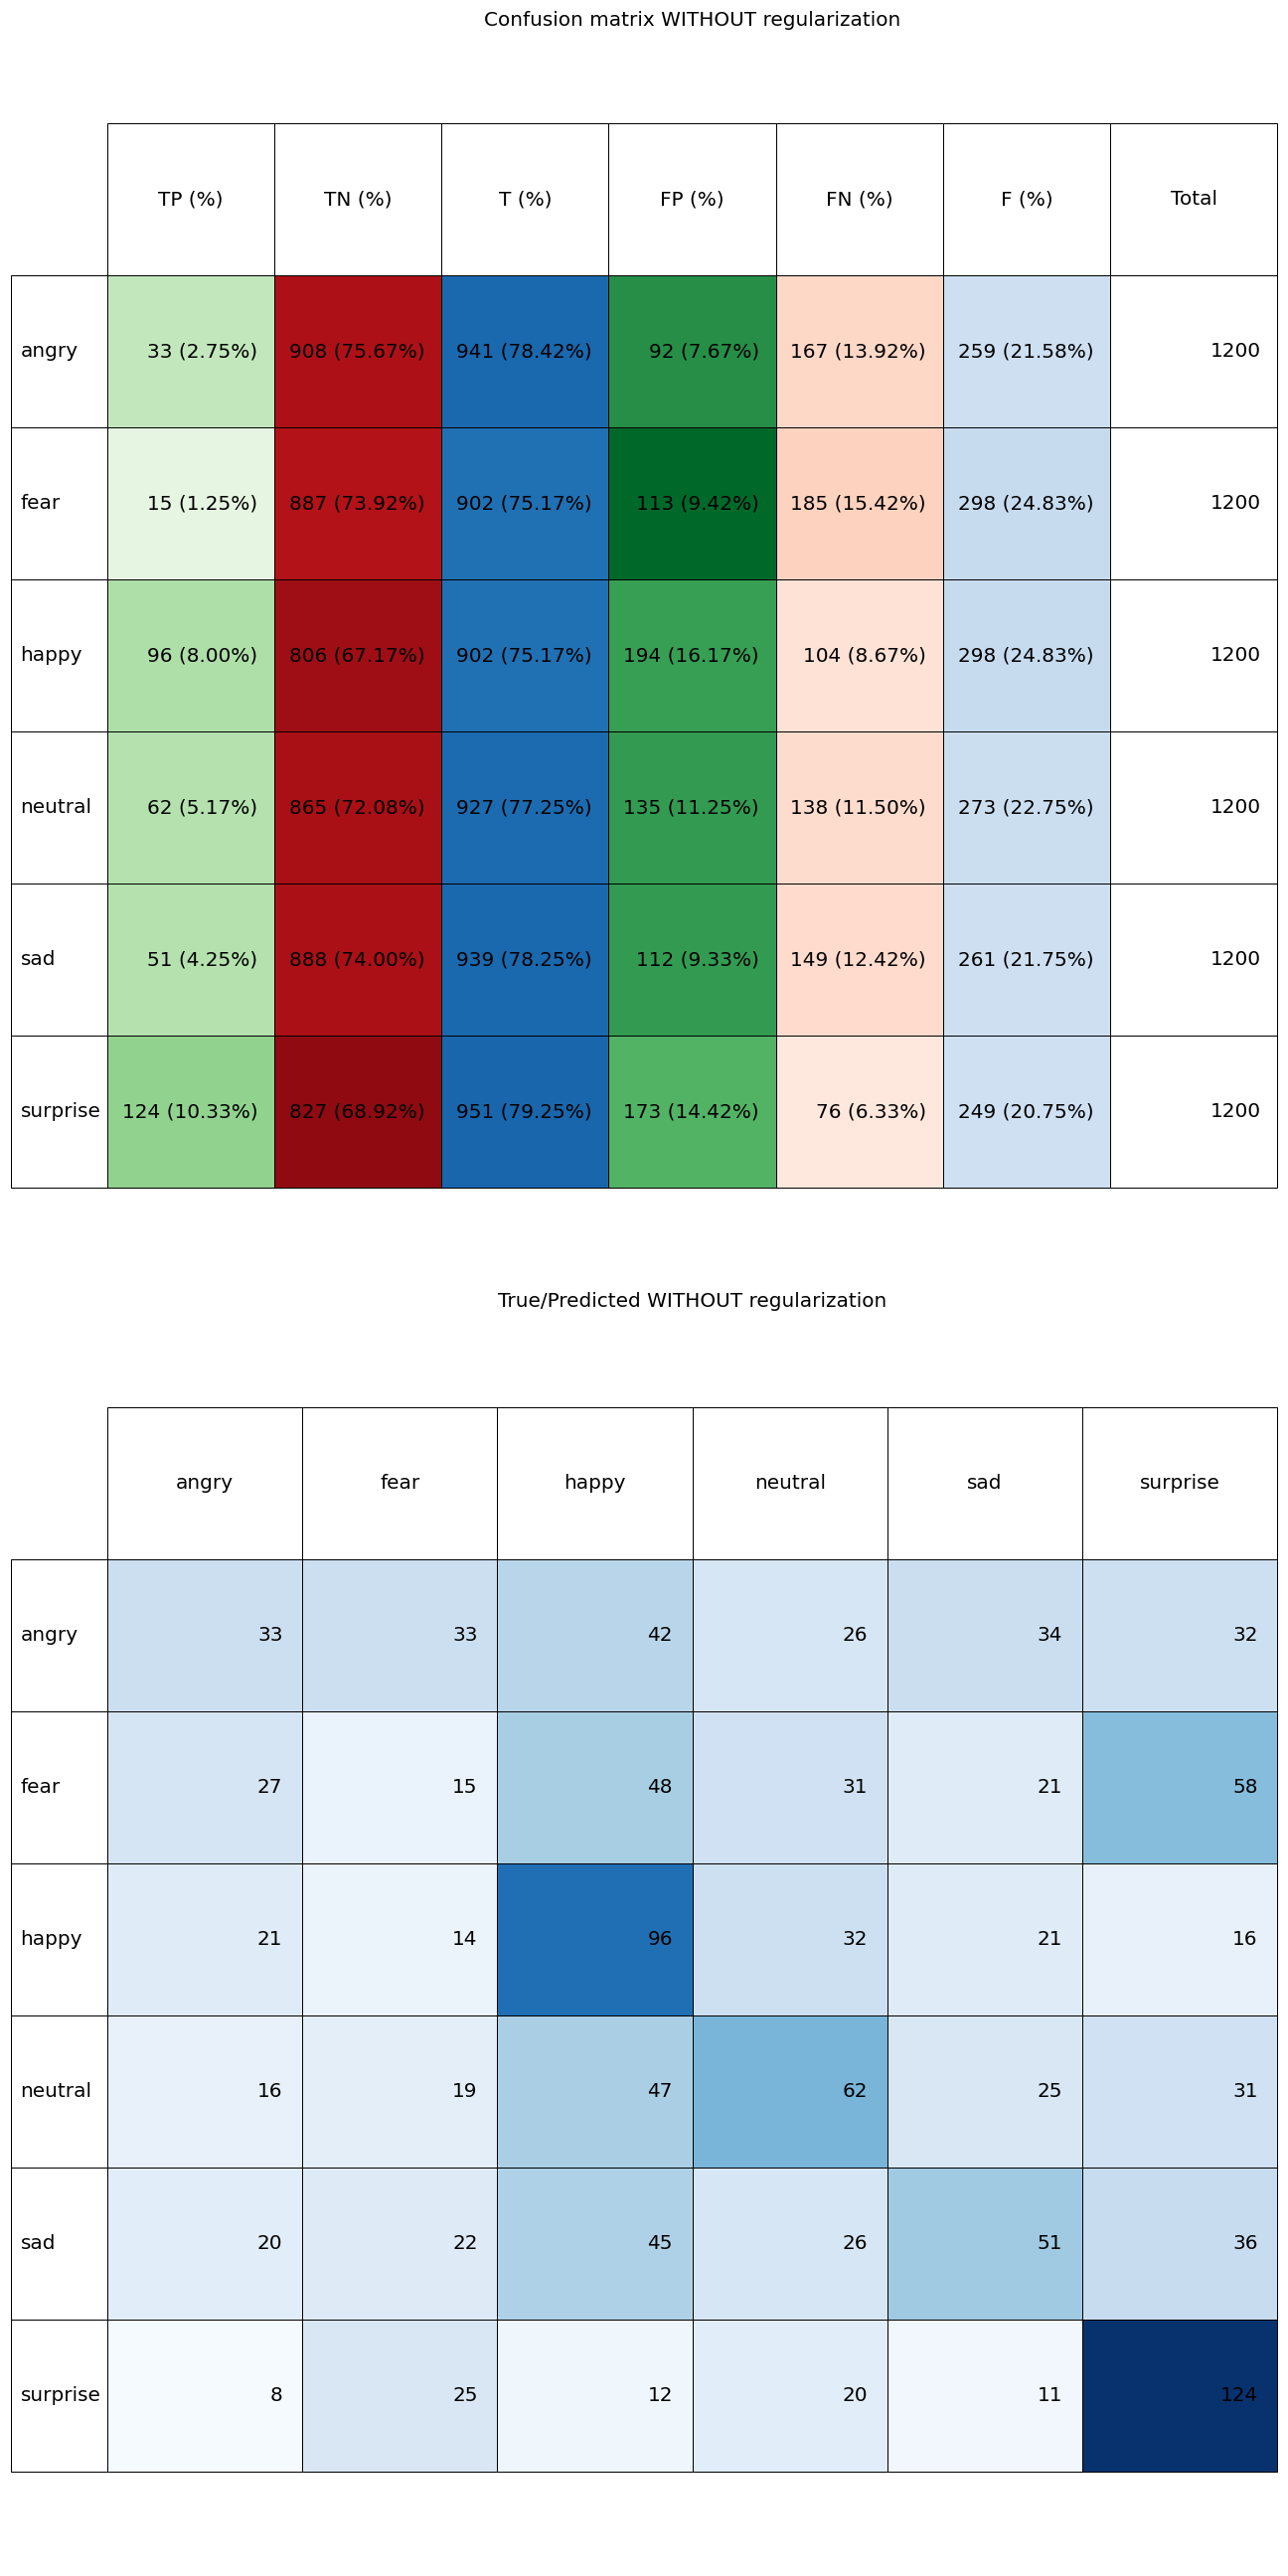 Confusion matrix WITHOUT regularization
TP (%) TN (%) T (%) FP (%) FN (%) F (%) Total
angry 33 (2.75%) 908 (75.67%) 941 (78.42%) 92 (7.67%) 167 (13.92%) 259 (21.58%) 1200
fear 15 (1.25%) 887 (73.92%) 902 (75.17%) 113 (9.42%) 185 (15.42%) 298 (24.83%) 1200
happy 96 (8.00%) 806 (67.17%) 902 (75.17%) 194 (16.17%) 104 (8.67%) 298 (24.83%) 1200
neutral 62 (5.17%) 865 (72.08%) 927 (77.25%) 135 (11.25%) 138 (11.50%) 273 (22.75%) 1200
sad 51 (4.25%) 888 (74.00%) 939 (78.25%) 112 (9.33%) 149 (12.42%) 261 (21.75%) 1200
surprise 124 (10.33%) 827 (68.92%) 951 (79.25%) 173 (14.42%) 76 (6.33%) 249 (20.75%) 1200
True/Predicted WITHOUT regularization
angry fear happy neutral sad surprise
angry 33 33 42 26 34 32
fear 27 15 48 31 21 58
happy 21 14 96 32 21 16
neutral 16 19 47 62 25 31
sad 20 22 45 26 51 36
surprise 8 25 12 20 11 124